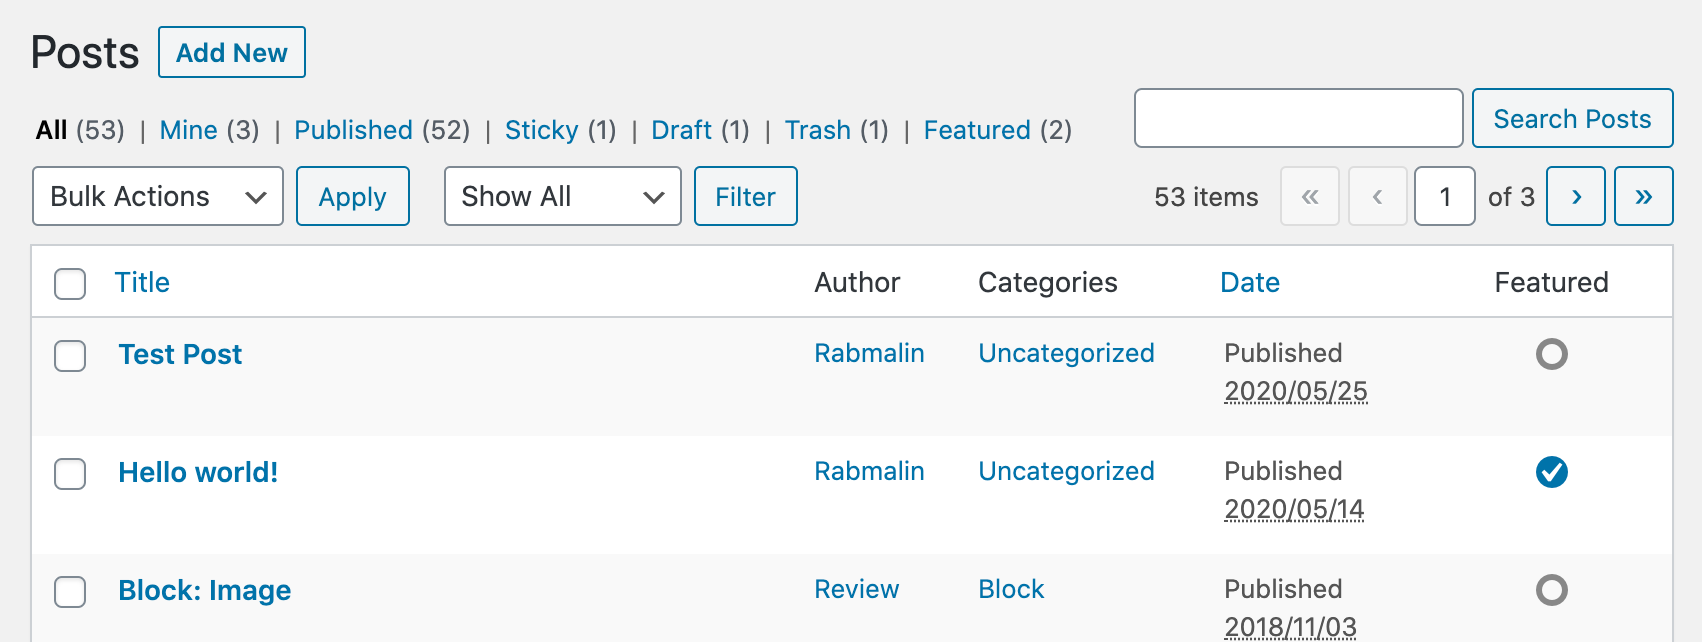 Posts Add New
All (53) | Mine (3) | Published (52) | Sticky (1) | Draft (1) | Trash (1) | Featured (2) Search Posts
Bulk Actions Apply Show All Filter 53 items « ‹ 1 of 3 › »
Title Author Categories Date Featured
Test Post Rabmalin Uncategorized Published
2020/05/25
Hello world! Rabmalin Uncategorized Published
2020/05/14
Block: Image Review Block Published
2018/11/03